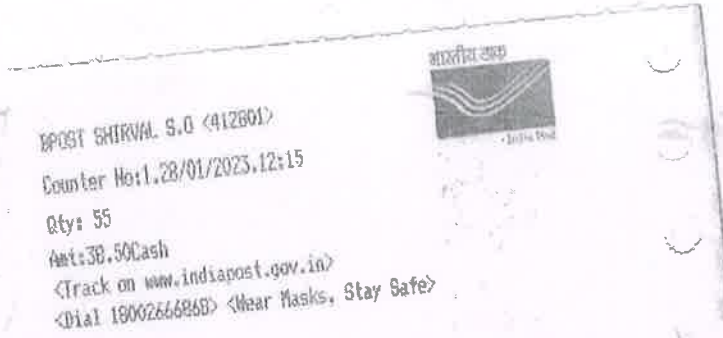 भारतीय डाक
BPOST SHIRVAL S.O <412801>
India Post
Counter No:1,28/01/2023,12:15
Qty: 55
Amt:38.50Cash
<Track on www.indiapost.gov.in>
<Dial 18002666868> <Wear Masks, Stay Safe>